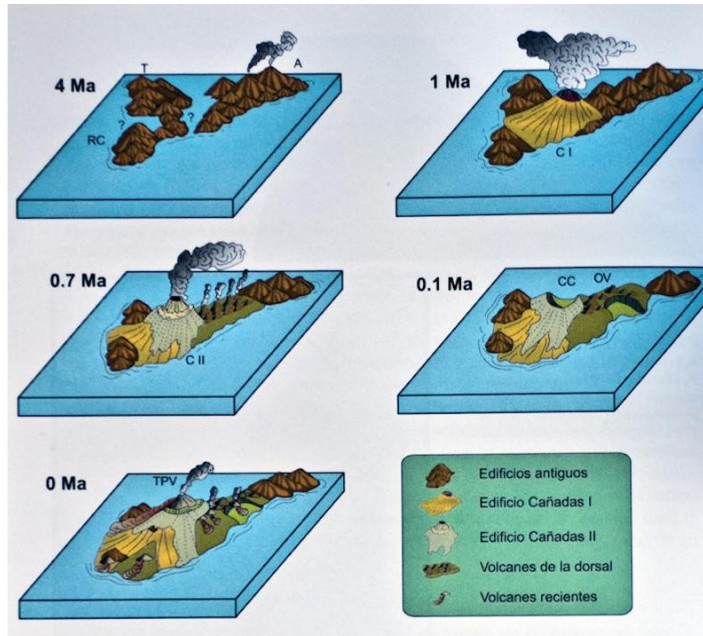 4 Ma
T
A
?
?
RC
1 Ma
C I
0.7 Ma
C II
0.1 Ma
CC
OV
0 Ma
TPV
Edificios antiguos
Edificio Cañadas I
Edificio Cañadas II
Volcanes de la dorsal
Volcanes recientes